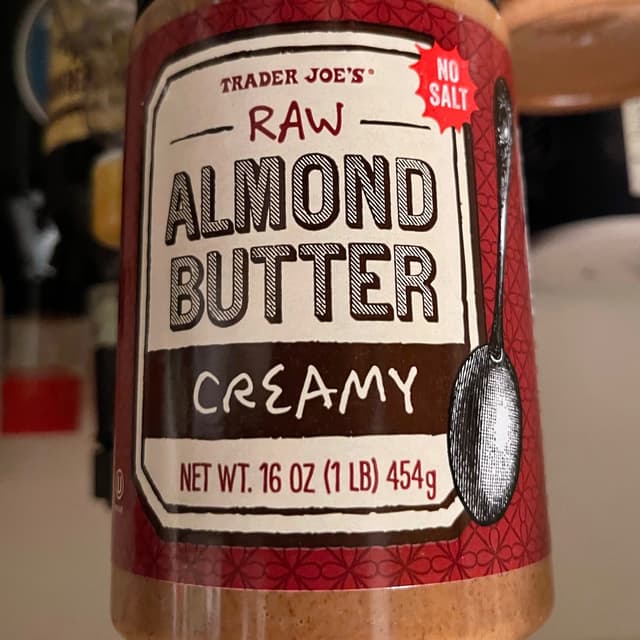 TRADER JOE'S®
NO
SALT
RAW
ALMOND
BUTTER
CREAMY
NET WT. 16 OZ (1 LB) 454g